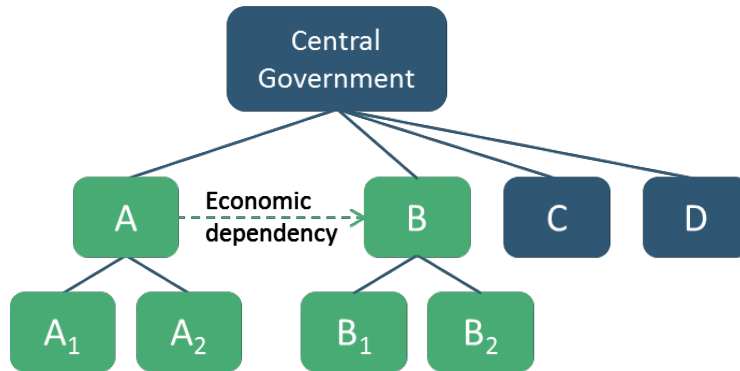 Central
Government
A
Economic
dependency
B
C
D
A₁
A₂
B₁
B₂